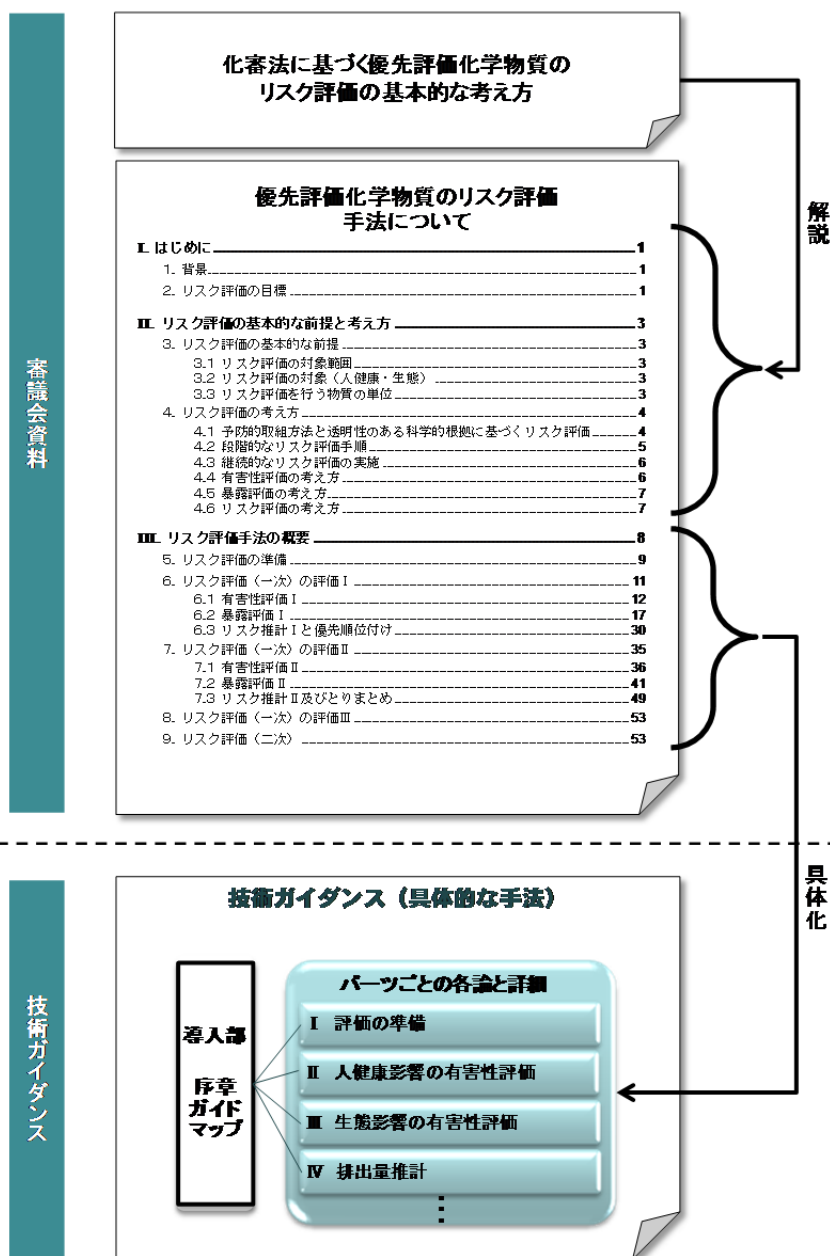 化審法に基づく優先評価化学物質の
リスク評価の基本的な考え方
解説
審議会資料
優先評価化学物質のリスク評価
手法について
Ⅰ. はじめに 1
1. 背景 1
2. リスク評価の目標 1
Ⅱ. リスク評価の基本的な前提と考え方 3
3. リスク評価の基本的な前提 3
3.1 リスク評価の対象範囲 3
3.2 リスク評価の対象（人健康・生態） 3
3.3 リスク評価を行う物質の単位 3
4. リスク評価の考え方 4
4.1 予防的取組方法と透明性のある科学的根拠に基づくリスク評価 4
4.2 段階的なリスク評価手順 5
4.3 継続的なリスク評価の実施 6
4.4 有害性評価の考え方 6
4.5 暴露評価の考え方 7
4.6 リスク評価の考え方 7
Ⅲ. リスク評価手法の概要 8
5. リスク評価の準備 9
6. リスク評価（一次）の評価Ⅰ 11
6.1 有害性評価Ⅰ 12
6.2 暴露評価Ⅰ 17
6.3 リスク推計Ⅰと優先順位付け 30
7. リスク評価（一次）の評価Ⅱ 35
7.1 有害性評価Ⅱ 36
7.2 暴露評価Ⅱ 41
7.3 リスク推計Ⅱ及びとりまとめ 49
8. リスク評価（一次）の評価Ⅲ 53
9. リスク評価（二次） 53
具体化
技術ガイダンス
技術ガイダンス（具体的な手法）
導入部
序章
ガイド
マップ
パーツごとの各論と詳細
Ⅰ 評価の準備
Ⅱ 人健康影響の有害性評価
Ⅲ 生態影響の有害性評価
Ⅳ 排出量推計
⋮